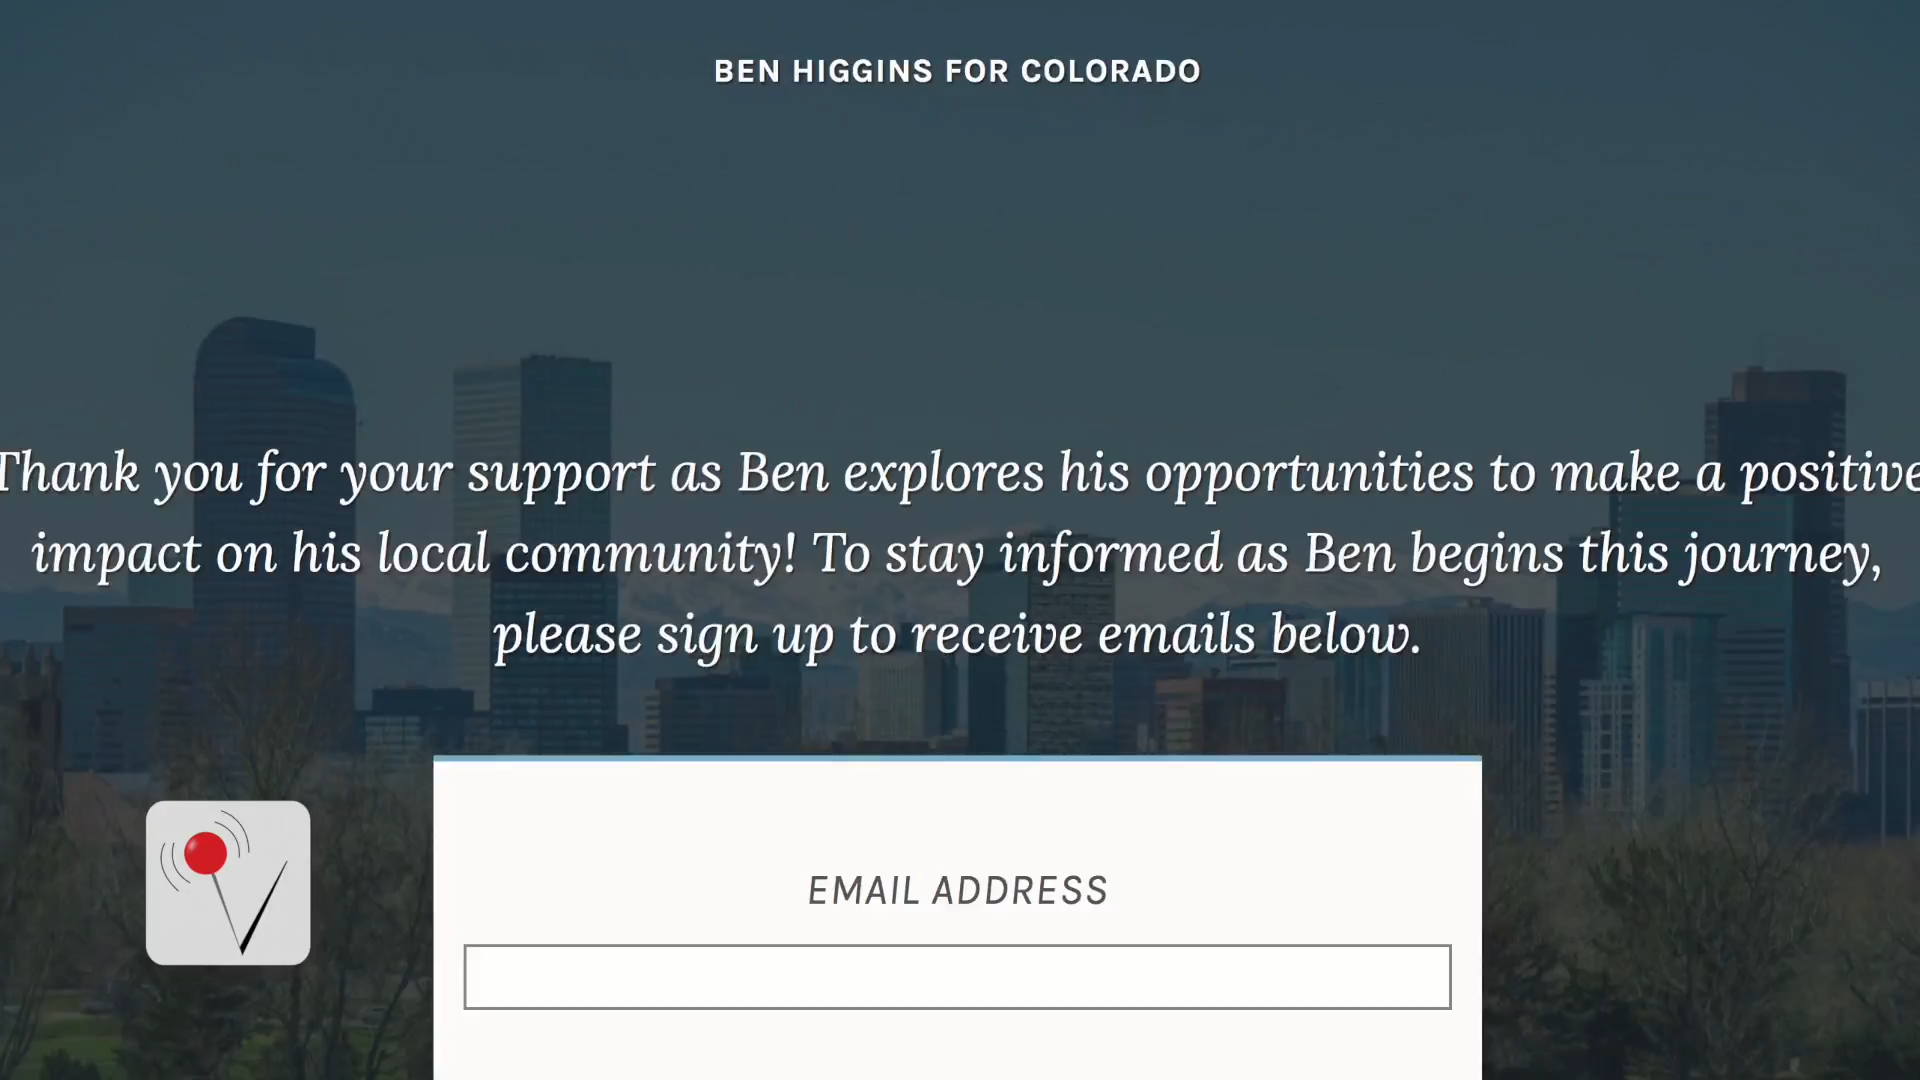 BEN HIGGINS FOR COLORADO
Thank you for your support as Ben explores his opportunities to make a positive
impact on his local community! To stay informed as Ben begins this journey,
please sign up to receive emails below.
EMAIL ADDRESS